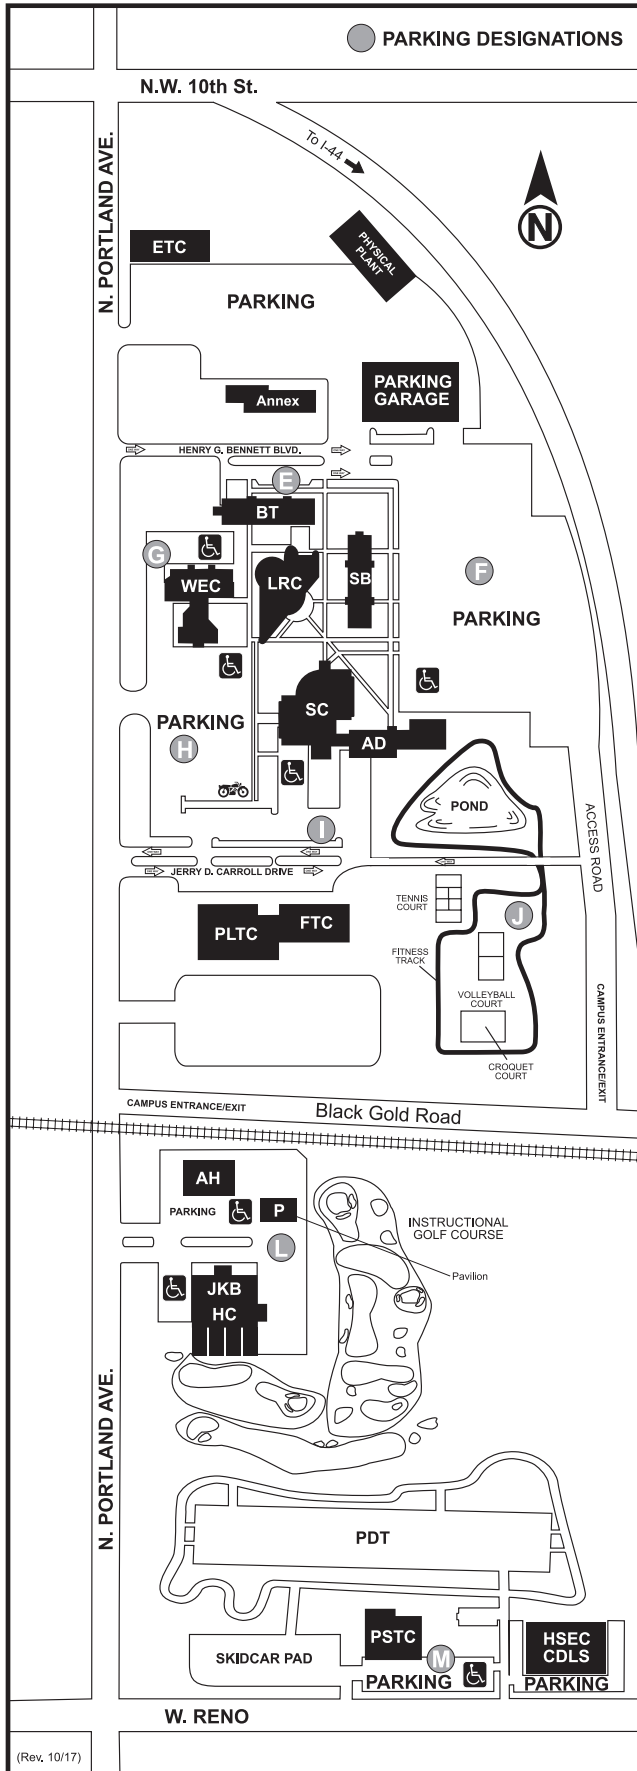 PARKING DESIGNATIONS
N.W. 10th St.
To I-44
N
N. PORTLAND AVE.
ETC
PHYSICAL
PLANT
PARKING
PARKING
GARAGE
Annex
HENRY G. BENNETT BLVD.
E
BT
G
WEC
LRC
SB
F
PARKING
SC
PARKING
H
AD
POND
I
ACCESS ROAD
JERRY D. CARROLL DRIVE
TENNIS
COURT
J
PLTC
FTC
FITNESS
TRACK
VOLLEYBALL
COURT
CROQUET
COURT
CAMPUS ENTRANCE/EXIT
CAMPUS ENTRANCE/EXIT
Black Gold Road
AH
PARKING
P
INSTRUCTIONAL
GOLF COURSE
L
Pavilion
JKB
HC
N. PORTLAND AVE.
PDT
PSTC
HSEC
CDLS
SKIDCAR PAD
M
PARKING
PARKING
W. RENO
(Rev. 10/17)